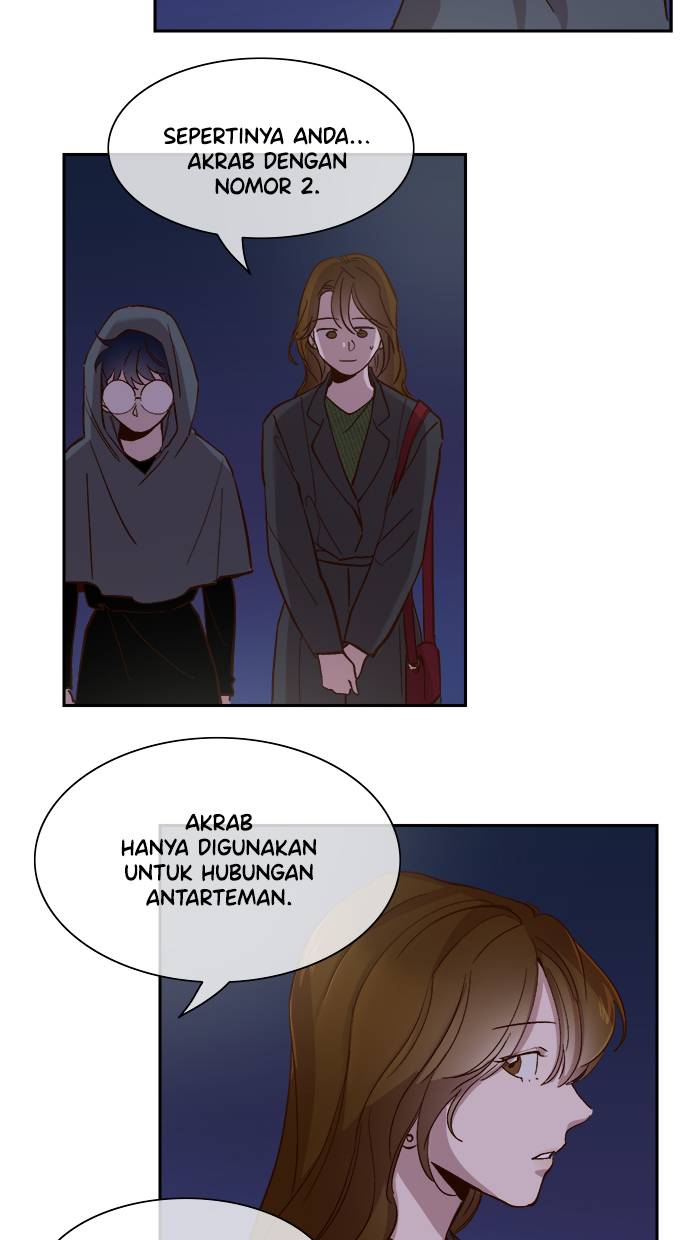 SEPERTINYA ANDA...
AKRAB DENGAN
NOMOR 2.
AKRAB
HANYA DIGUNAKAN
UNTUK HUBUNGAN
ANTARTEMAN.